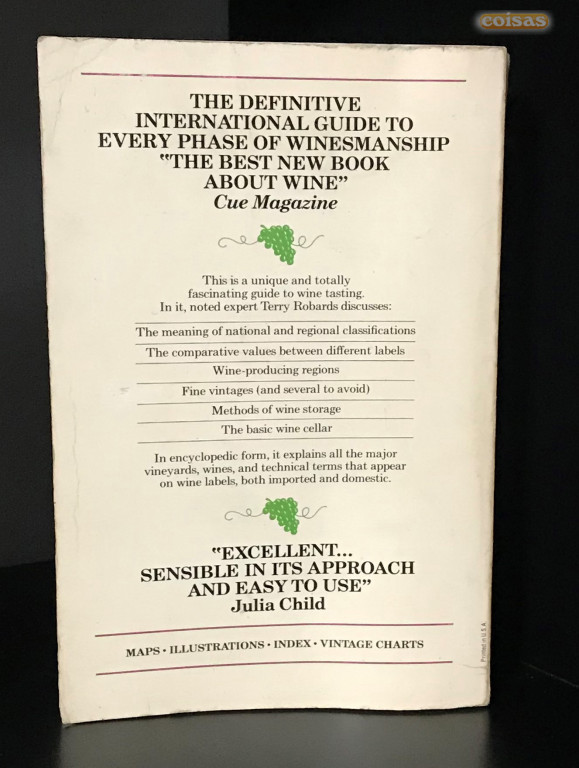 eoisas
THE DEFINITIVE
INTERNATIONAL GUIDE TO
EVERY PHASE OF WINESMANSHIP
“THE BEST NEW BOOK
ABOUT WINE”
Cue Magazine
This is a unique and totally
fascinating guide to wine tasting.
In it, noted expert Terry Robards discusses:
The meaning of national and regional classifications
The comparative values between different labels
Wine-producing regions
Fine vintages (and several to avoid)
Methods of wine storage
The basic wine cellar
In encyclopedic form, it explains all the major
vineyards, wines, and technical terms that appear
on wine labels, both imported and domestic.
“EXCELLENT...
SENSIBLE IN ITS APPROACH
AND EASY TO USE”
Julia Child
MAPS • ILLUSTRATIONS • INDEX • VINTAGE CHARTS
Printed in U.S.A.